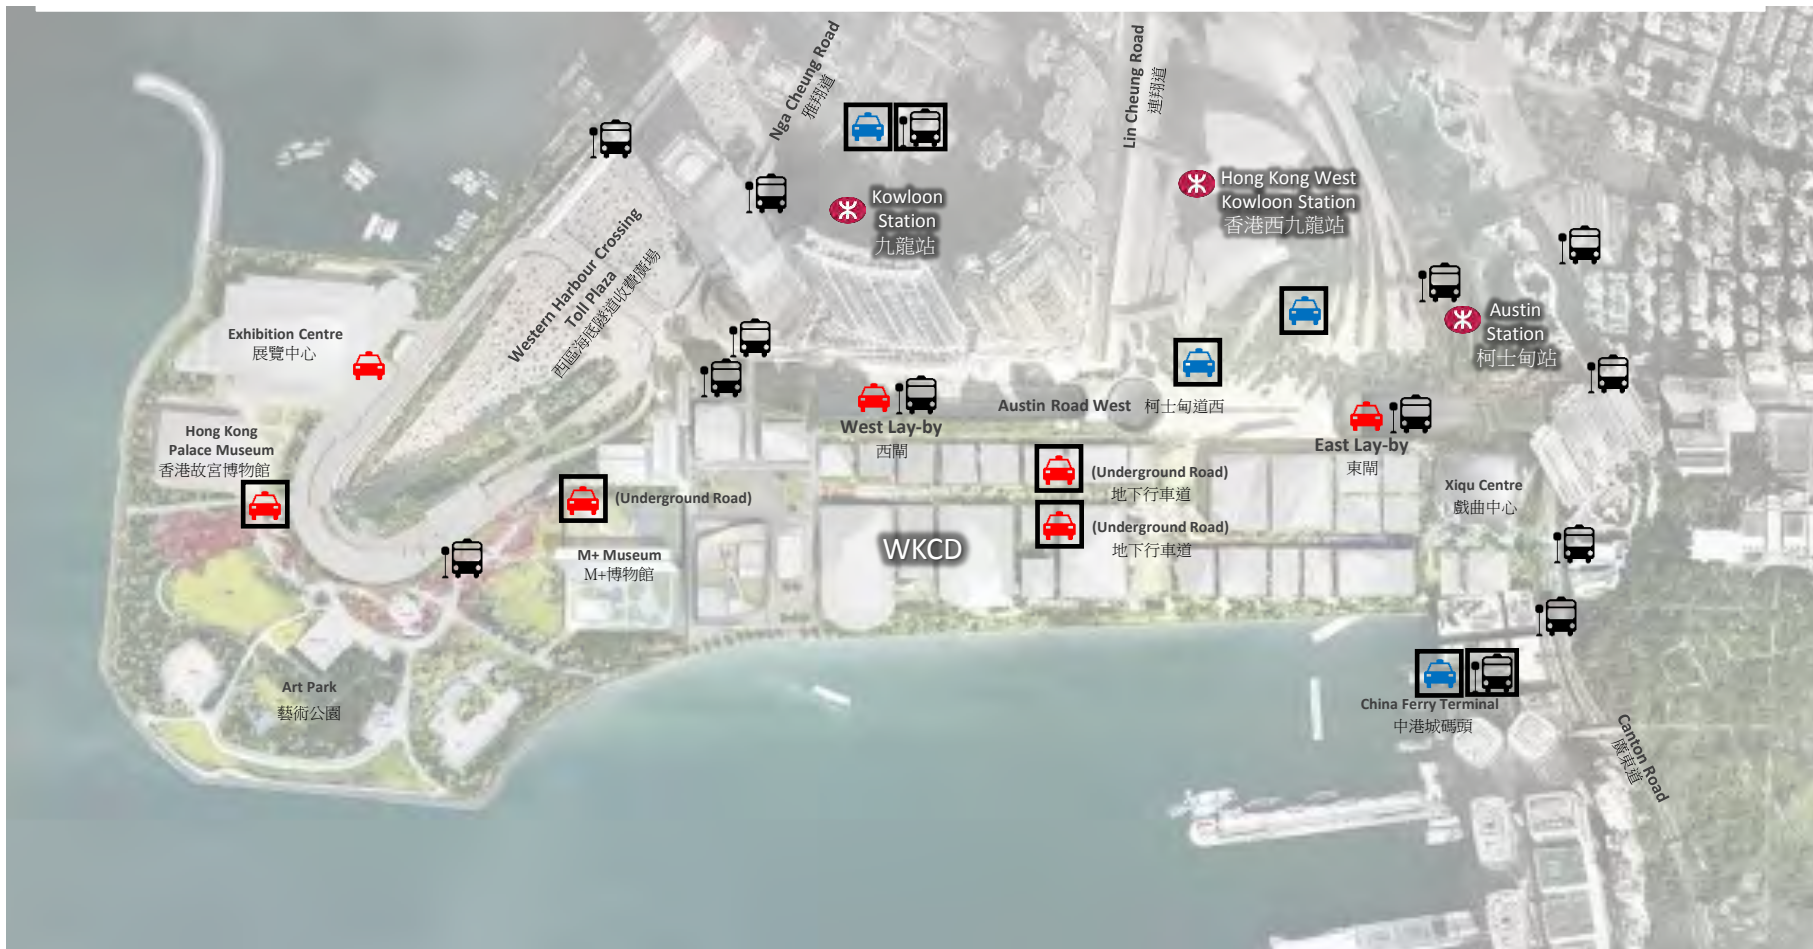 Nga Cheung Road
雅翔道
Lin Cheung Road
連翔道
Kowloon
Station
九龍站
Hong Kong West
Kowloon Station
香港西九龍站
Western Harbour Crossing
Toll Plaza
西區海底隧道收費廣場
Austin
Station
柯士甸站
Exhibition Centre
展覽中心
Austin Road West 柯士甸道西
West Lay-by
西閘
East Lay-by
東閘
Hong Kong
Palace Museum
香港故宮博物館
(Underground Road)
(Underground Road)
地下行車道
(Underground Road)
地下行車道
Xiqu Centre
戲曲中心
M+ Museum
M+博物館
WKCD
Art Park
藝術公園
China Ferry Terminal
中港城碼頭
Canton Road
廣東道